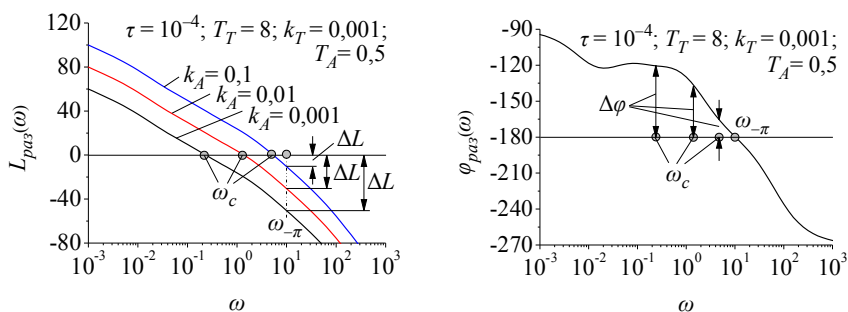 120
80
40
0
-40
-80
L_раз(ω)
τ = 10⁻⁴; T_T = 8; k_T = 0,001;
T_A = 0,5
k_A = 0,1
k_A = 0,01
k_A = 0,001
ΔL
ΔL
ΔL
ω_c
ω_−π
10⁻³ 10⁻² 10⁻¹ 10⁰ 10¹ 10² 10³
ω
-90
-120
-150
-180
-210
-240
-270
φ_раз(ω)
τ = 10⁻⁴; T_T = 8; k_T = 0,001;
T_A = 0,5
Δφ
ω_−π
ω_c
10⁻³ 10⁻² 10⁻¹ 10⁰ 10¹ 10² 10³
ω